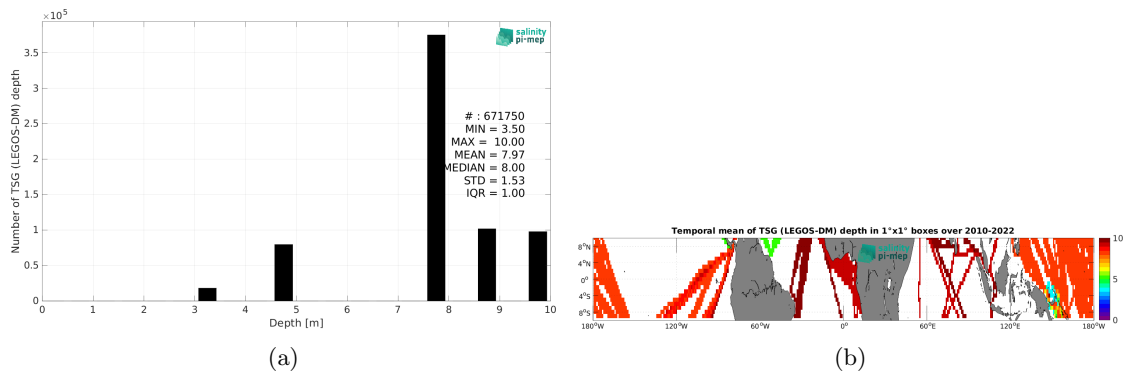 ×10⁵
3.5
3
2.5
2
1.5
1
0.5
0
Number of TSG (LEGOS-DM) depth
salinity
pi-mep
# : 671750
MIN = 3.50
MAX = 10.00
MEAN = 7.97
MEDIAN = 8.00
STD = 1.53
IQR = 1.00
0 1 2 3 4 5 6 7 8 9 10
Depth [m]
(a)
Temporal mean of TSG (LEGOS-DM) depth in 1°x1° boxes over 2010-2022
salinity
pi-mep
8°N
4°N
0°
4°S
8°S
180°W 120°W 60°W 0° 60°E 120°E 180°W
10
5
0
(b)